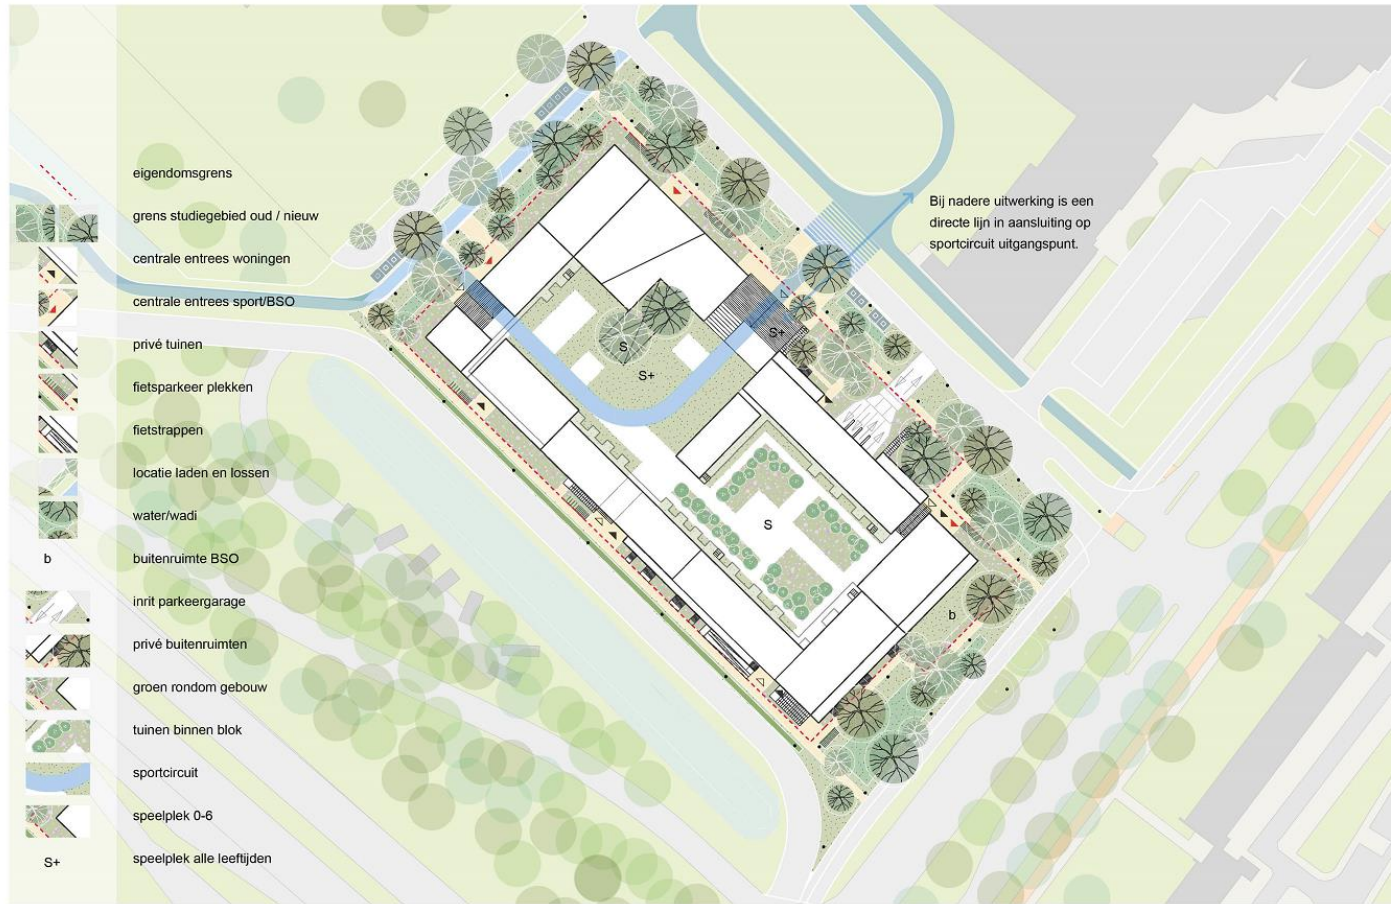 eigendomsgrens
grens studiegebied oud / nieuw
centrale entrees woningen
centrale entrees sport/BSO
privé tuinen
fietsparkeer plekken
fietstrappen
locatie laden en lossen
water/wadi
b
buitenruimte BSO
inrit parkeergarage
privé buitenruimten
groen rondom gebouw
tuinen binnen blok
sportcircuit
speelplek 0-6
S+
speelplek alle leeftijden
Bij nadere uitwerking is een
directe lijn in aansluiting op
sportcircuit uitgangspunt.
S+
S
S+
S
b